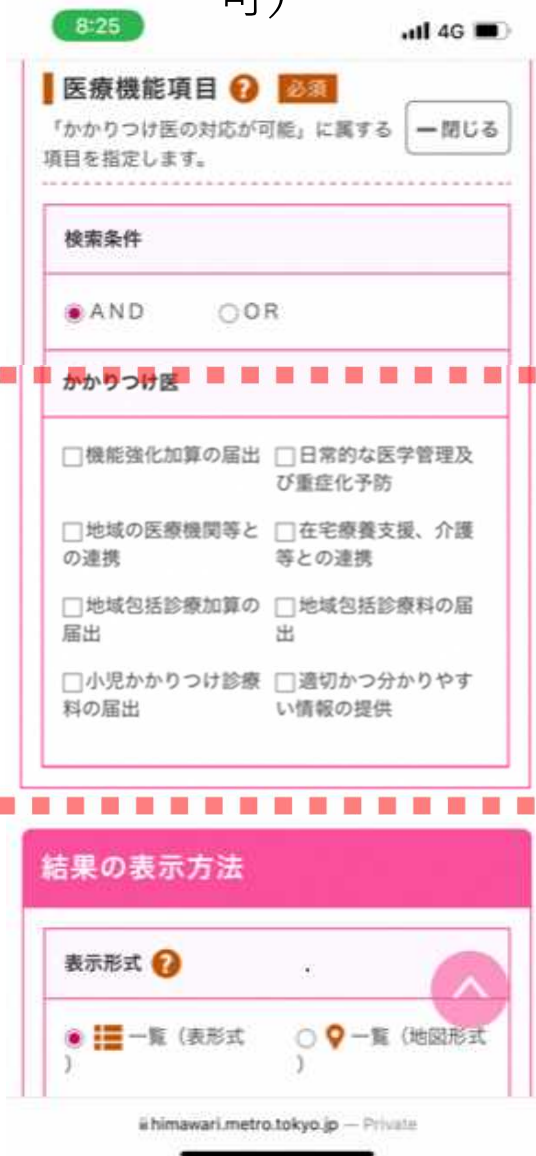 可）
8:25
4G
医療機能項目 ? 必須
「かかりつけ医の対応が可能」に属する
項目を指定します。
ー閉じる
検索条件
AND OR
かかりつけ医
機能強化加算の届出 日常的な医学管理及
び重症化予防
地域の医療機関等と
の連携
在宅療養支援、介護
等との連携
地域包括診療加算の
届出
地域包括診療料の届
出
小児かかりつけ診療
料の届出
適切かつ分かりやす
い情報の提供
結果の表示方法
表示形式 ?
一覧（表形式
）
一覧（地図形式
）
himawari.metro.tokyo.jp — Private